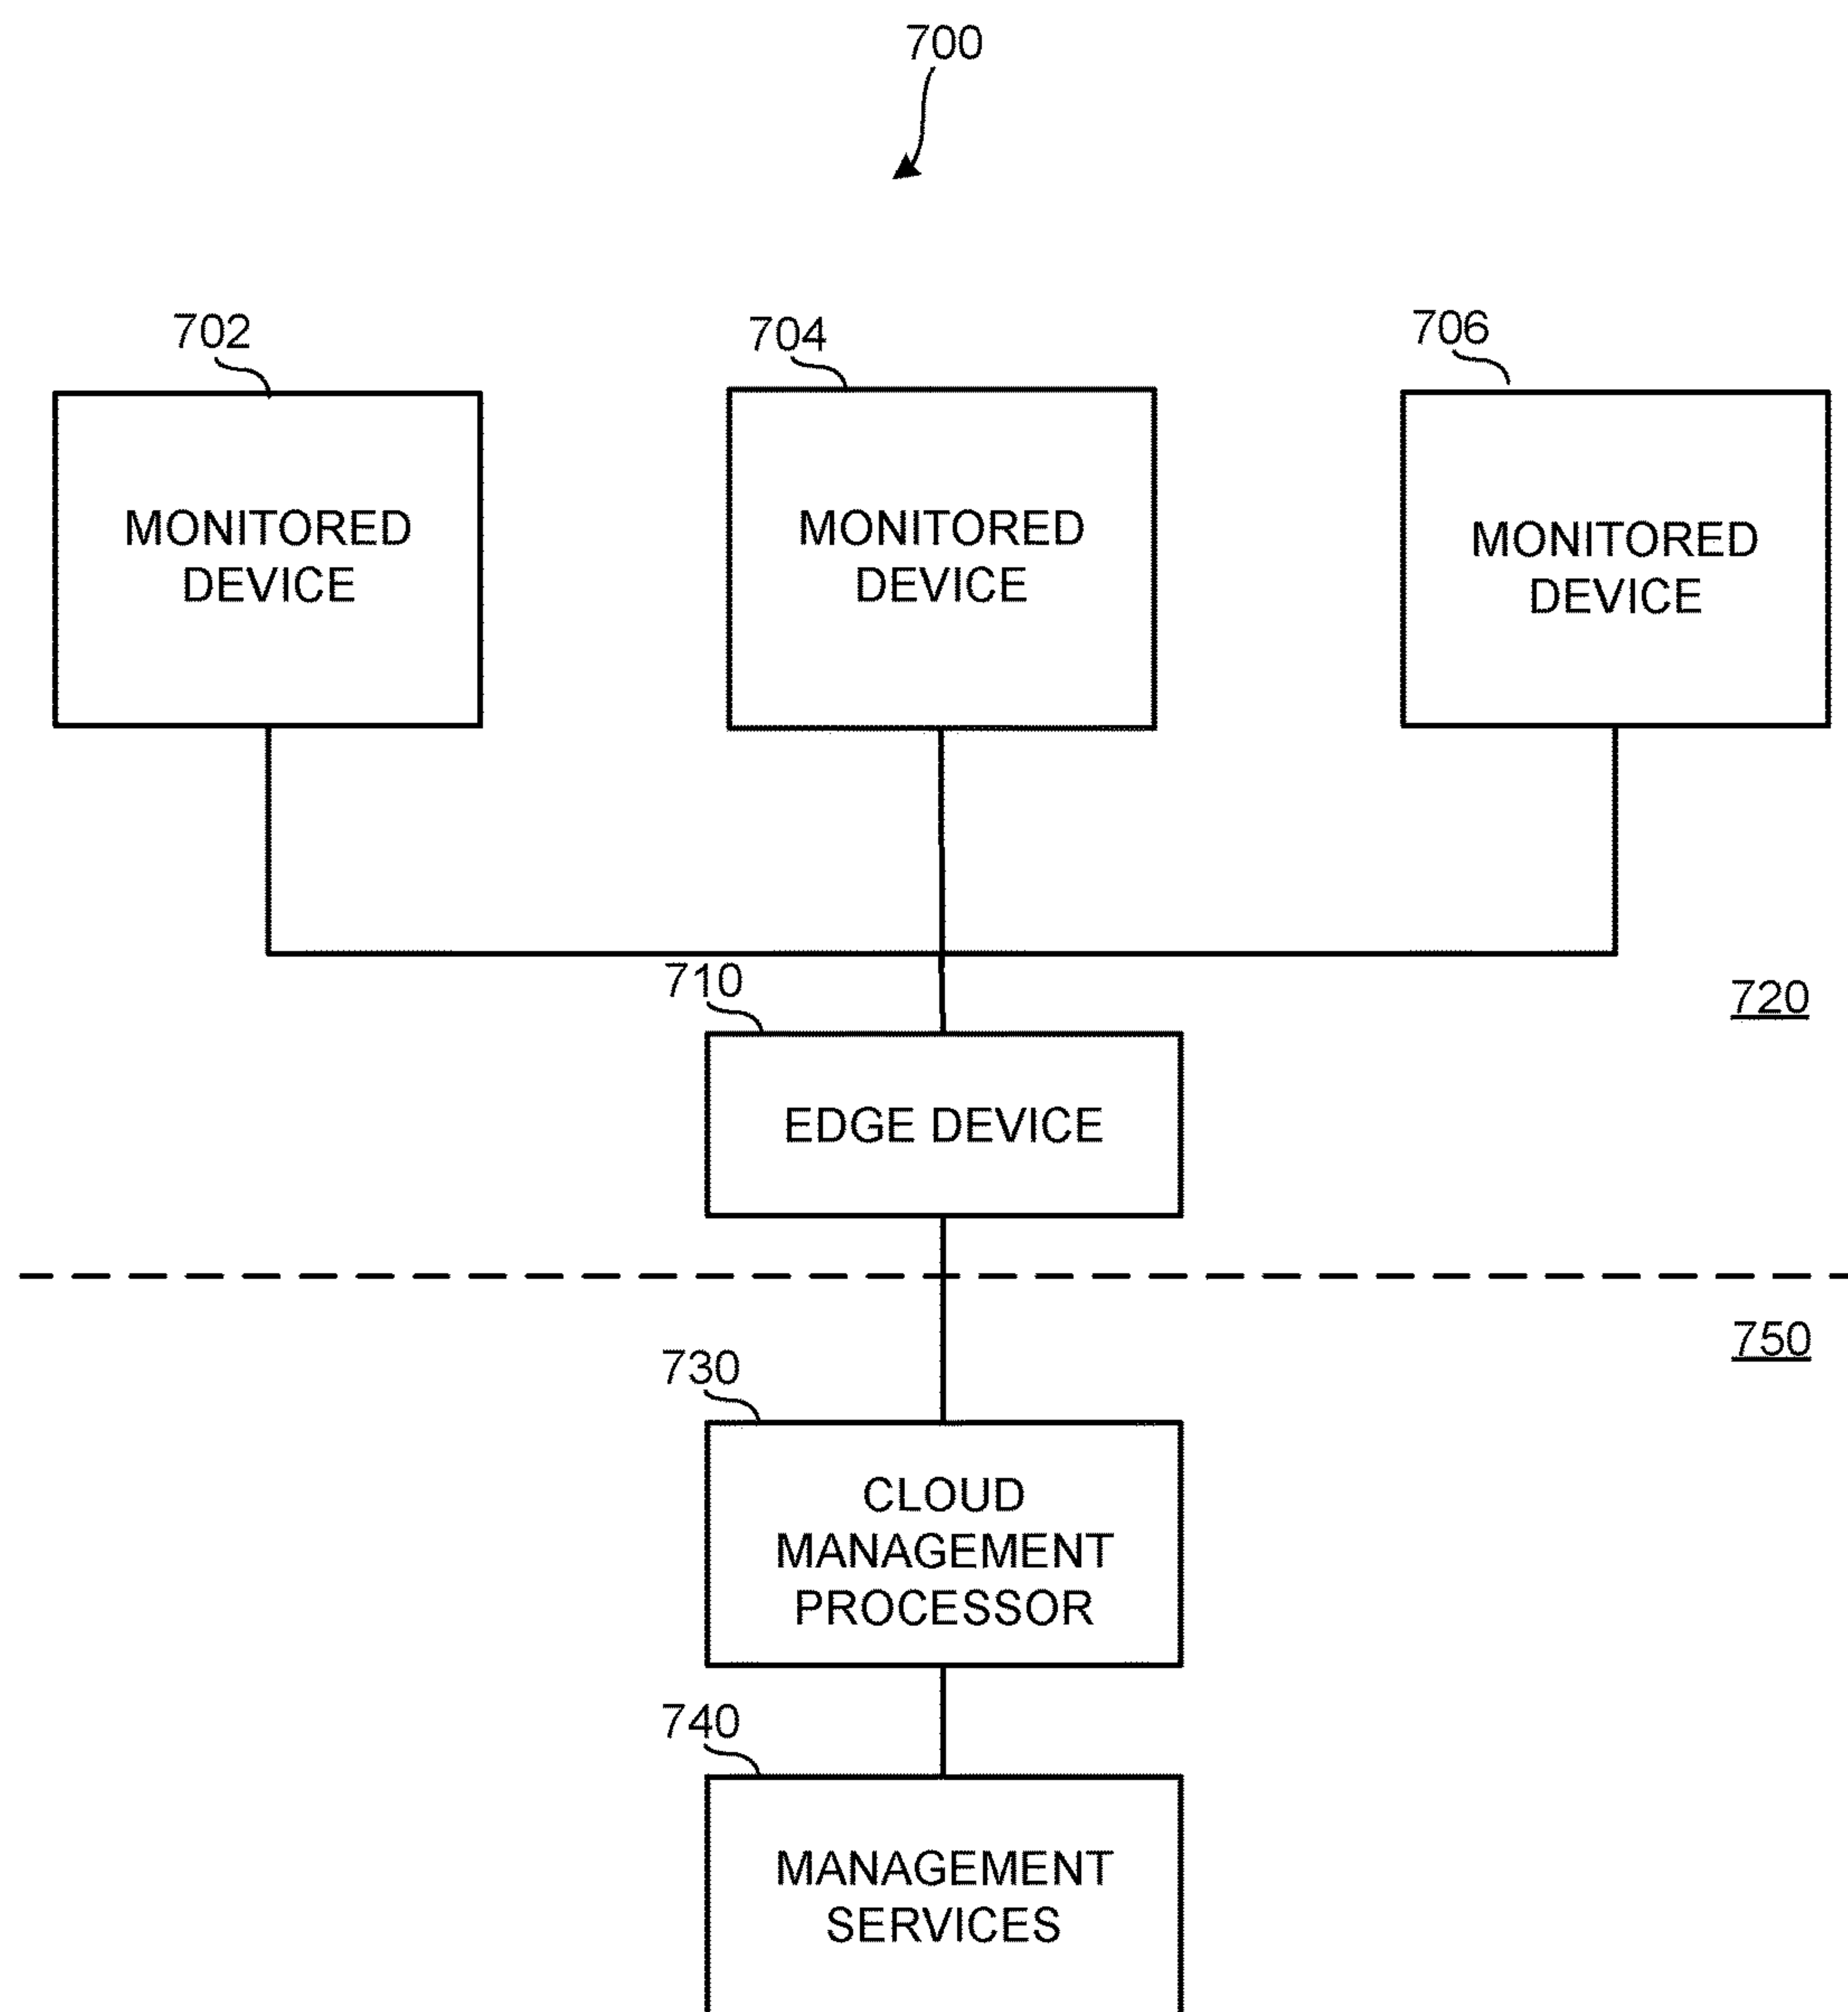 700
702
704
706
MONITORED
DEVICE
MONITORED
DEVICE
MONITORED
DEVICE
710
720
EDGE DEVICE
750
730
CLOUD
MANAGEMENT
PROCESSOR
740
MANAGEMENT
SERVICES